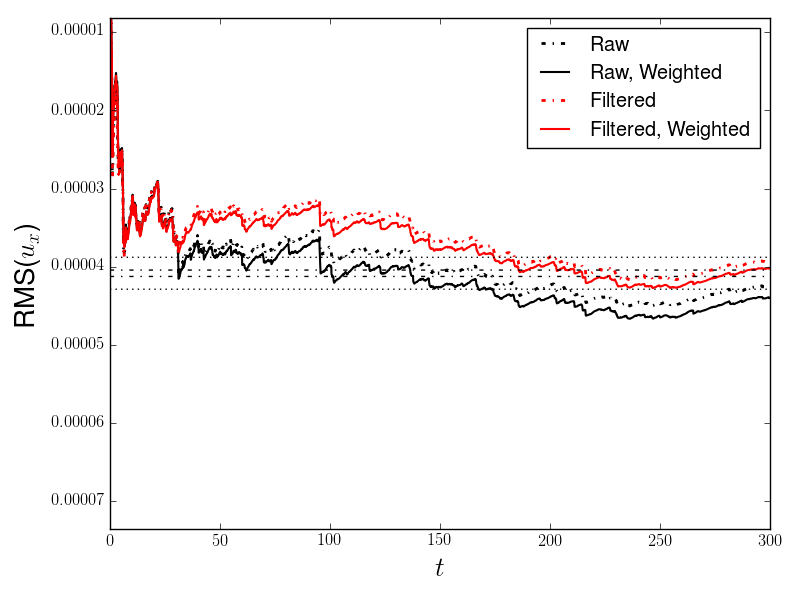 0.00001
0.00002
0.00003
0.00004
0.00005
0.00006
0.00007
RMS(u_x)
Raw
Raw, Weighted
Filtered
Filtered, Weighted
0 50 100 150 200 250 300
t